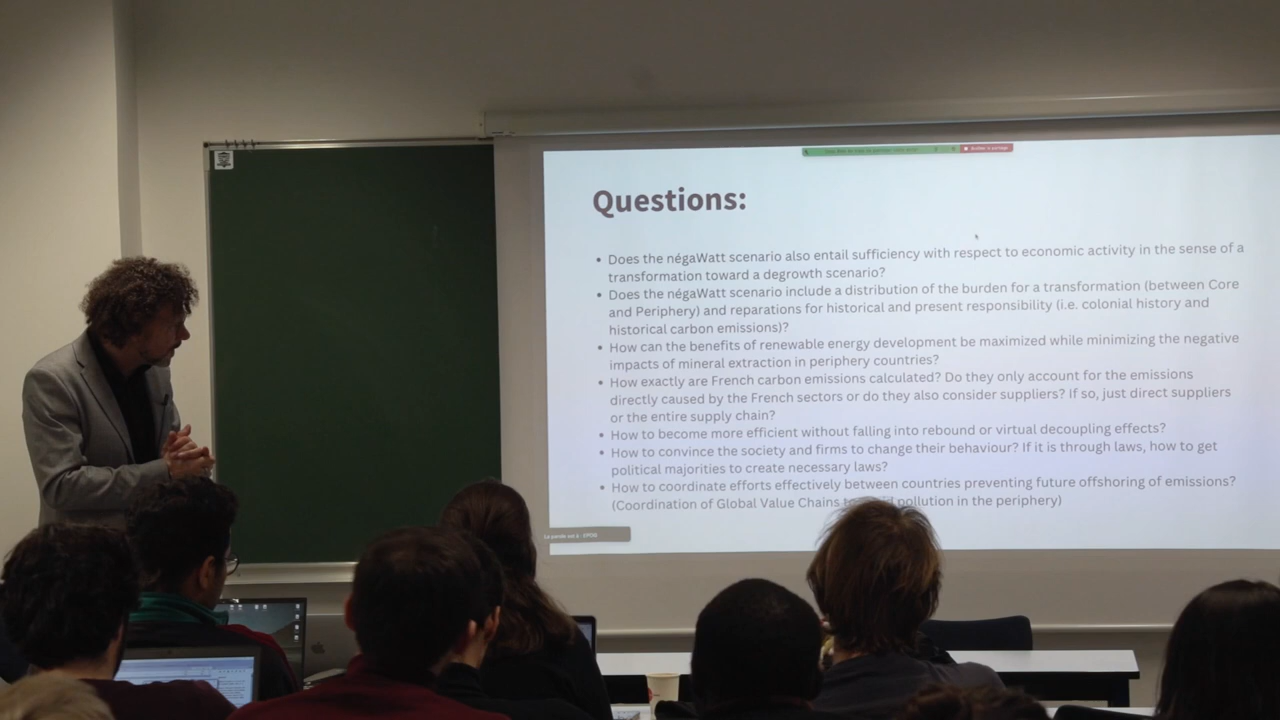 Questions:
• Does the négaWatt scenario also entail sufficiency with respect to economic activity in the sense of a
transformation toward a degrowth scenario?
• Does the négaWatt scenario include a distribution of the burden for a transformation (between Core
and Periphery) and reparations for historical and present responsibility (i.e. colonial history and
historical carbon emissions)?
• How can the benefits of renewable energy development be maximized while minimizing the negative
impacts of mineral extraction in periphery countries?
• How exactly are French carbon emissions calculated? Do they only account for the emissions
directly caused by the French sectors or do they also consider suppliers? If so, just direct suppliers
or the entire supply chain?
• How to become more efficient without falling into rebound or virtual decoupling effects?
• How to convince the society and firms to change their behaviour? If it is through laws, how to get
political majorities to create necessary laws?
• How to coordinate efforts effectively between countries preventing future offshoring of emissions?
(Coordination of Global Value Chains pollution in the periphery)
La parole est à : EPOG